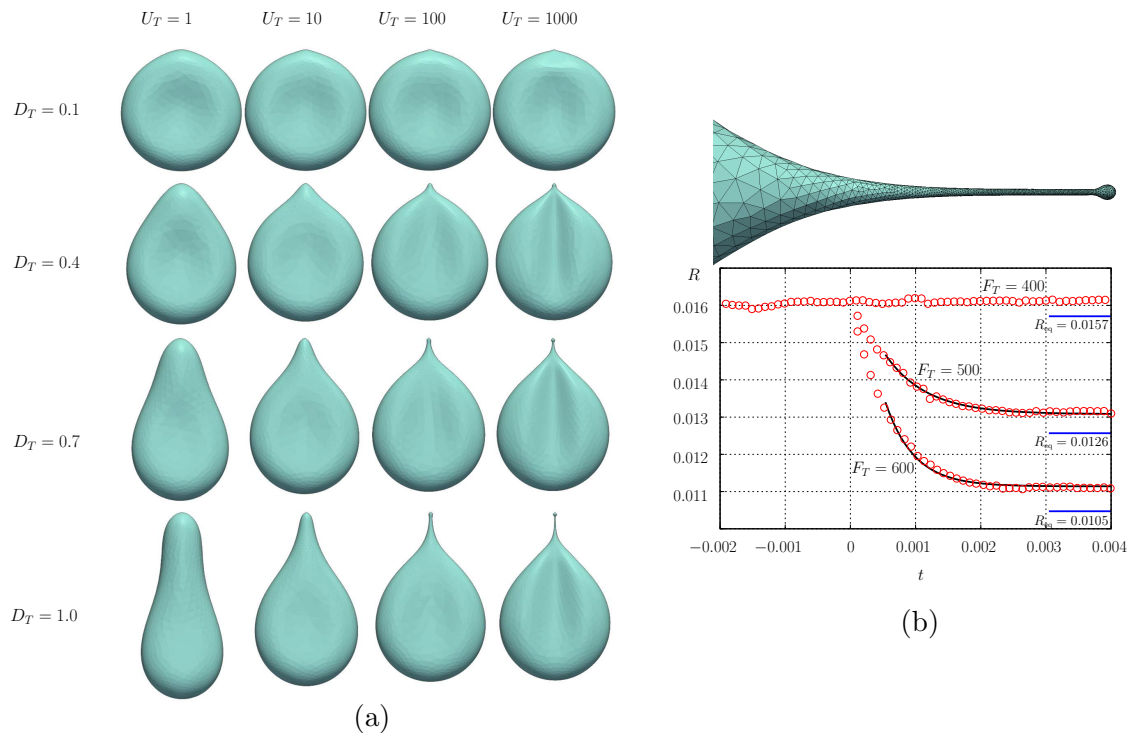 U_T = 1 U_T = 10 U_T = 100 U_T = 1000
D_T = 0.1
D_T = 0.4
D_T = 0.7
D_T = 1.0
(a)
R
0.016
0.015
0.014
0.013
0.012
0.011
F_T = 400
R_eq = 0.0157
F_T = 500
R_eq = 0.0126
F_T = 600
R_eq = 0.0105
−0.002 −0.001 0 0.001 0.002 0.003 0.004
t
(b)